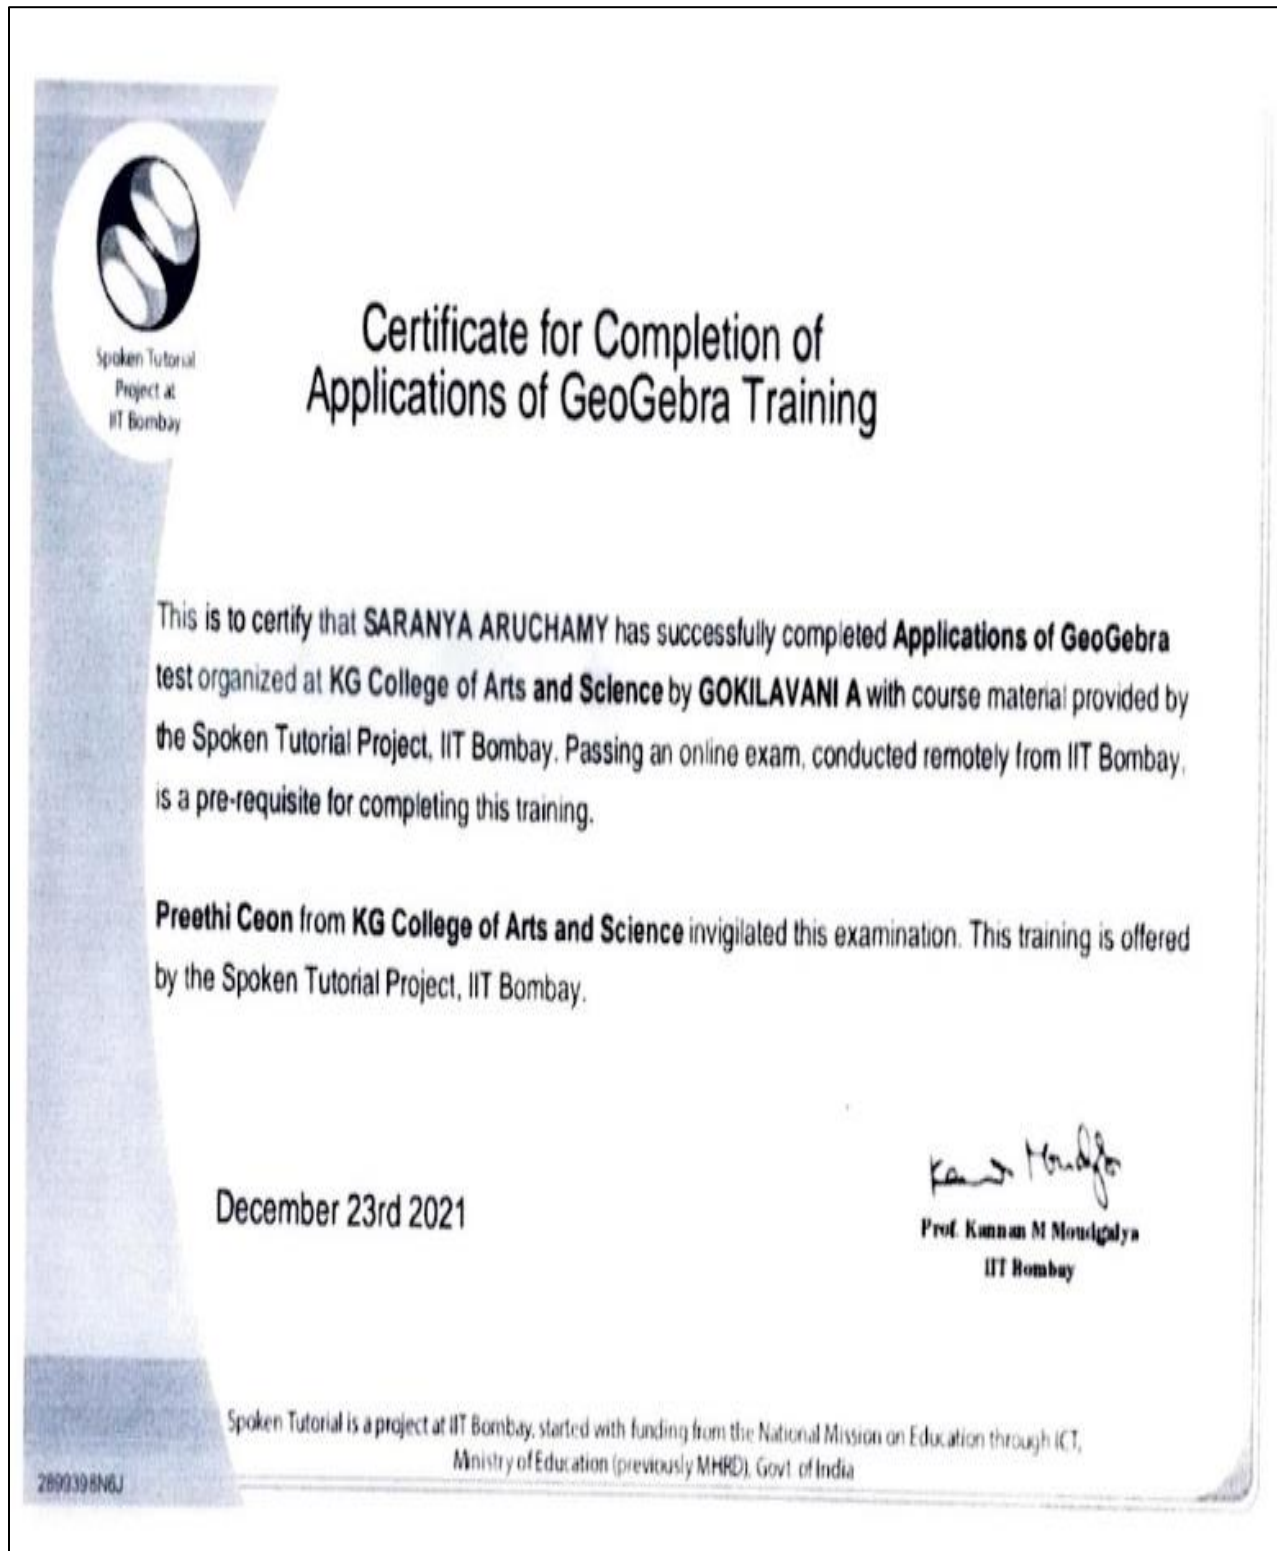 Spoken Tutorial
Project at
IIT Bombay
Certificate for Completion of
Applications of GeoGebra Training
This is to certify that SARANYA ARUCHAMY has successfully completed Applications of GeoGebra
test organized at KG College of Arts and Science by GOKILAVANI A with course material provided by
the Spoken Tutorial Project, IIT Bombay. Passing an online exam, conducted remotely from IIT Bombay,
is a pre-requisite for completing this training.
Preethi Ceon from KG College of Arts and Science invigilated this examination. This training is offered
by the Spoken Tutorial Project, IIT Bombay.
December 23rd 2021
Prof. Kannan M Moudgalya
IIT Bombay
Spoken Tutorial is a project at IIT Bombay, started with funding from the National Mission on Education through ICT,
Ministry of Education (previously MHRD), Govt. of India